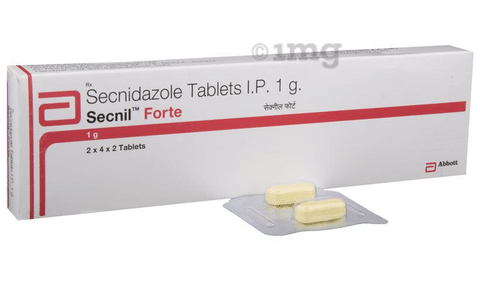 ©1mg
Rx
Secnidazole Tablets I.P. 1 g.
Secnil™ Forte
सेक्नील फोर्ट
1 g
2 x 4 x 2 Tablets
Abbott